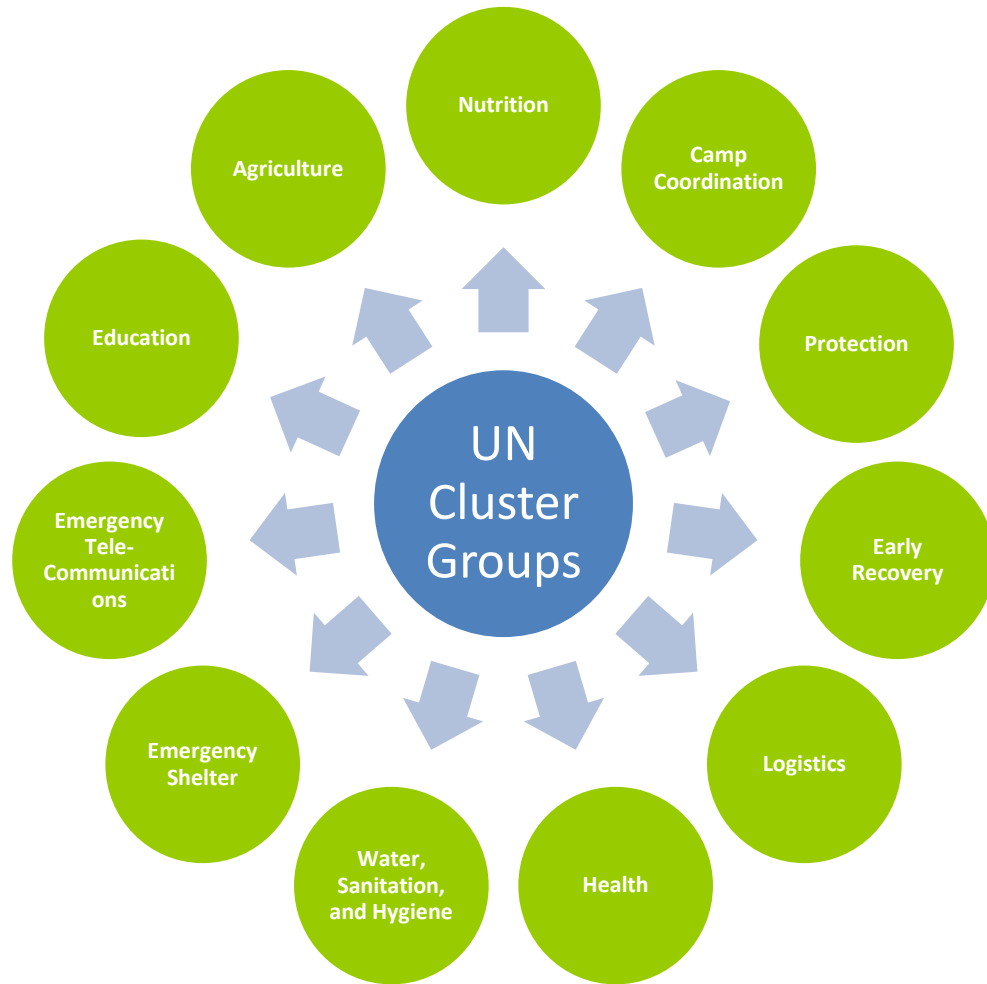 Nutrition
Camp
Coordination
Protection
Early
Recovery
Logistics
Health
Water,
Sanitation,
and Hygiene
Emergency
Shelter
Emergency
Tele-
Communicati
ons
Education
Agriculture
UN
Cluster
Groups